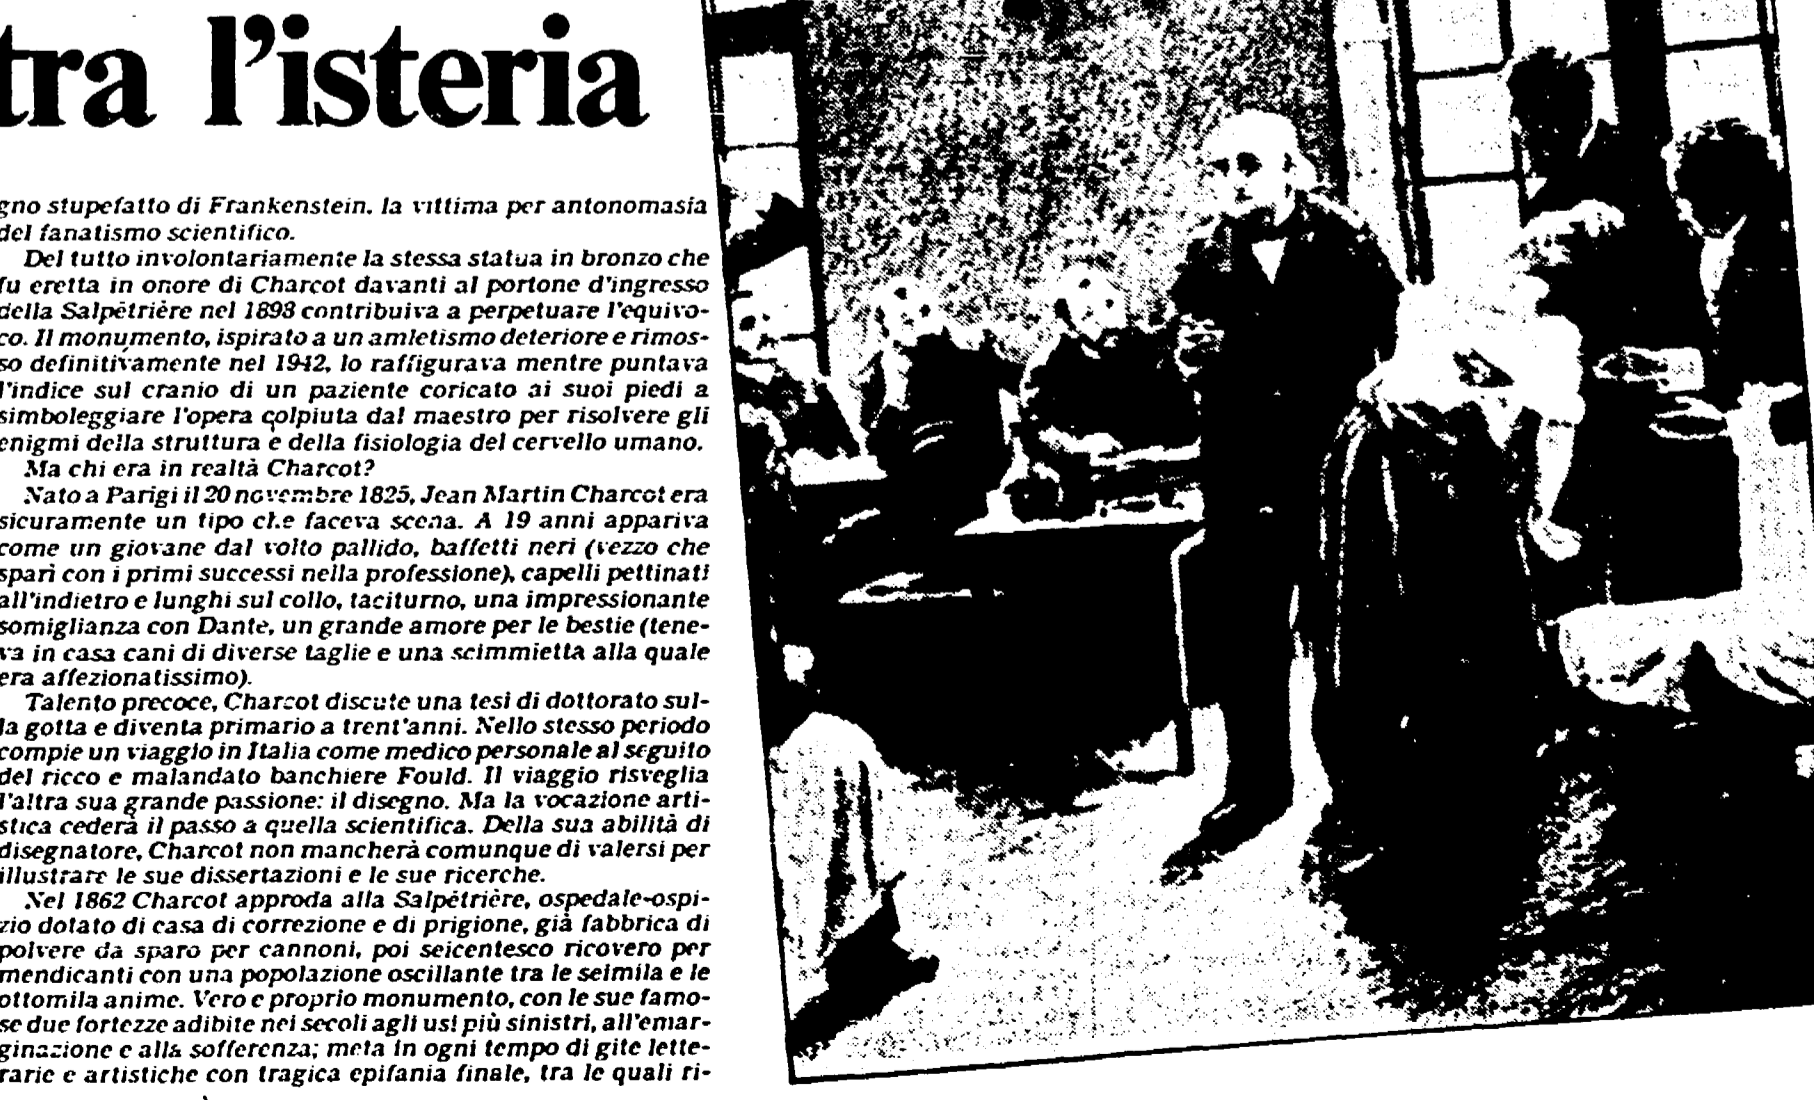 tra l'isteria
gno stupefatto di Frankenstein, la vittima per antonomasia
del fanatismo scientifico.
Del tutto involontariamente la stessa statua in bronzo che
fu eretta in onore di Charcot davanti al portone d'ingresso
della Salpêtrière nel 1898 contribuiva a perpetuare l'equivo-
co. Il monumento, ispirato a un amletismo deteriore e rimos-
so definitivamente nel 1942, lo raffigurava mentre puntava
l'indice sul cranio di un paziente coricato ai suoi piedi a
simboleggiare l'opera colpiuta dal maestro per risolvere gli
enigmi della struttura e della fisiologia del cervello umano.
Ma chi era in realtà Charcot?
Nato a Parigi il 20 novembre 1825, Jean Martin Charcot era
sicuramente un tipo che faceva scena. A 19 anni appariva
come un giovane dal volto pallido, baffetti neri (vezzo che
sparì con i primi successi nella professione), capelli pettinati
all'indietro e lunghi sul collo, taciturno, una impressionante
somiglianza con Dante, un grande amore per le bestie (tene-
va in casa cani di diverse taglie e una scimmietta alla quale
era affezionatissimo).
Talento precoce, Charcot discute una tesi di dottorato sul-
la gotta e diventa primario a trent'anni. Nello stesso periodo
compie un viaggio in Italia come medico personale al seguito
del ricco e malandato banchiere Fould. Il viaggio risveglia
l'altra sua grande passione: il disegno. Ma la vocazione arti-
stica cederà il passo a quella scientifica. Della sua abilità di
disegnatore, Charcot non mancherà comunque di valersi per
illustrare le sue dissertazioni e le sue ricerche.
Nel 1862 Charcot approda alla Salpêtrière, ospedale-ospi-
zio dotato di casa di correzione e di prigione, già fabbrica di
polvere da sparo per cannoni, poi seicentesco ricovero per
mendicanti con una popolazione oscillante tra le seimila e le
ottomila anime. Vero e proprio monumento, con le sue famo-
se due fortezze adibite nei secoli agli usi più sinistri, all'emar-
ginazione e alla sofferenza; meta in ogni tempo di gite lette-
rarie e artistiche con tragica epifania finale, tra le quali ri-